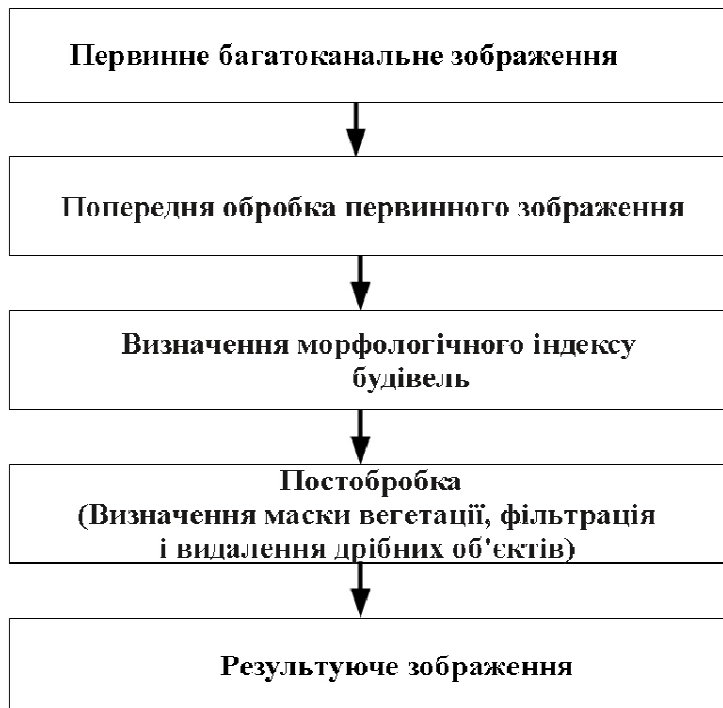 Первинне багатоканальне зображення
Попередня обробка первинного зображення
Визначення морфологічного індексу
будівель
Постобробка
(Визначення маски вегетації, фільтрація
і видалення дрібних об'єктів)
Результуюче зображення